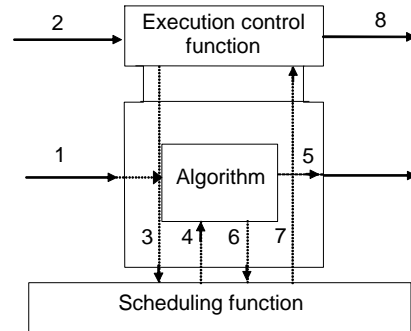 2
Execution control
function
8
1
Algorithm
5
3
4
6
7
Scheduling function